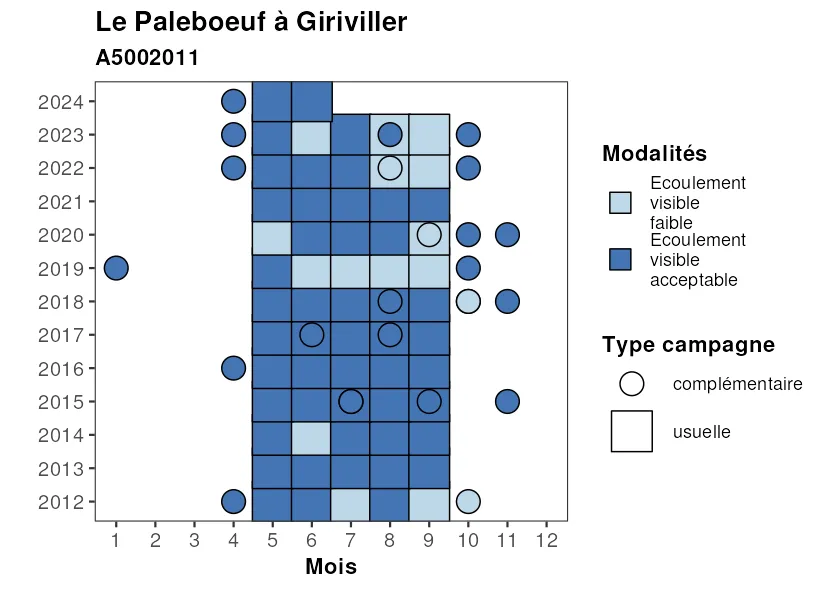 Le Paleboeuf à Giriviller
A5002011
2024
2023
2022
2021
2020
2019
2018
2017
2016
2015
2014
2013
2012
1 2 3 4 5 6 7 8 9 10 11 12
Mois
Modalités
Ecoulement
visible
faible
Ecoulement
visible
acceptable
Type campagne
complémentaire
usuelle